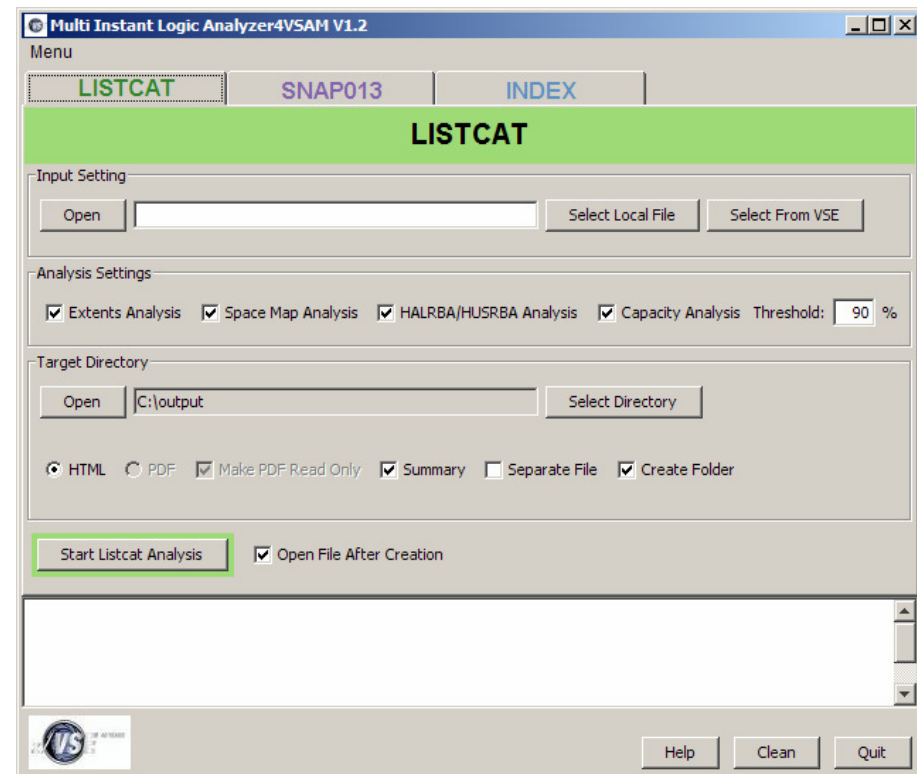 Multi Instant Logic Analyzer4VSAM V1.2
Menu
LISTCAT SNAP013 INDEX
LISTCAT
Input Setting
Open Select Local File Select From VSE
Analysis Settings
Extents Analysis Space Map Analysis HALRBA/HUSRBA Analysis Capacity Analysis Threshold: 90 %
Target Directory
Open C:\output Select Directory
HTML PDF Make PDF Read Only Summary Separate File Create Folder
Start Listcat Analysis Open File After Creation
VS
Help Clean Quit